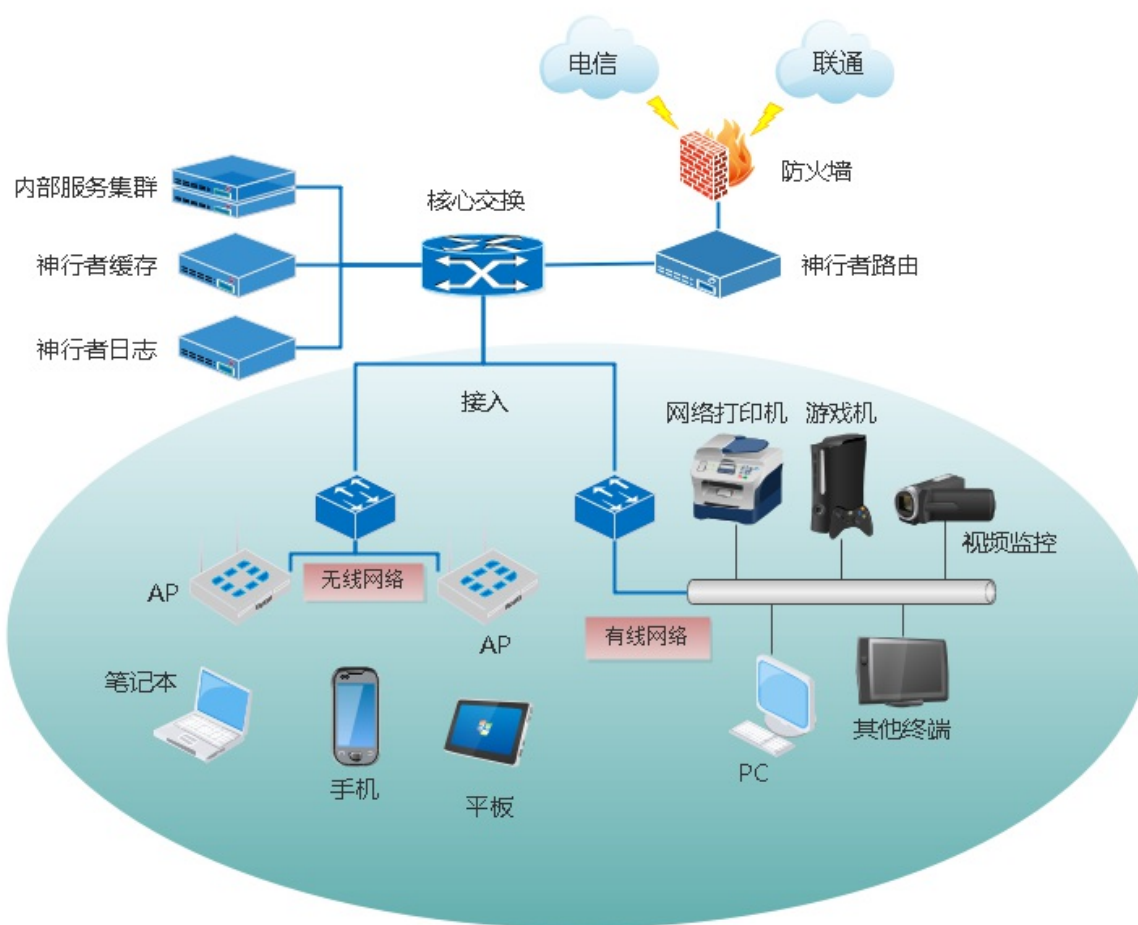 电信
联通
防火墙
内部服务集群
核心交换
神行者缓存
神行者路由
神行者日志
接入
网络打印机
游戏机
视频监控
AP
无线网络
AP
有线网络
笔记本
手机
平板
PC
其他终端